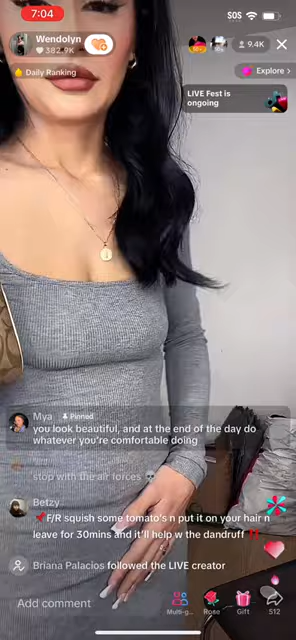 7:04
SOS
Wendolyn
382.9K
9.4K
Daily Ranking
Explore >
LIVE Fest is
ongoing
Mya Pinned
you look beautiful, and at the end of the day do
whatever you're comfortable doing
stop with the air forces 💀
Betzy
📌F/R squish some tomato's n put it on your hair n
leave for 30mins and it'll help w the dandruff ‼️
Briana Palacios followed the LIVE creator
Add comment
Multi-g...
Rose
Gift
512